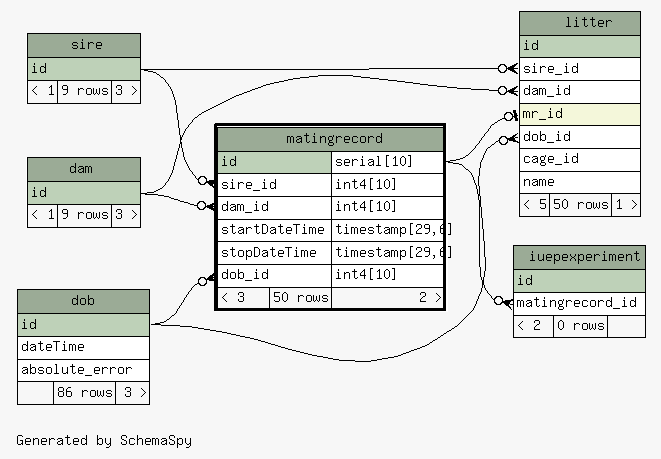 sire
id
< 1 9 rows 3 >
dam
id
< 1 9 rows 3 >
dob
id
dateTime
absolute_error
86 rows 3 >
matingrecord
id serial[10]
sire_id int4[10]
dam_id int4[10]
startDateTime timestamp[29,6]
stopDateTime timestamp[29,6]
dob_id int4[10]
< 3 50 rows 2 >
litter
id
sire_id
dam_id
mr_id
dob_id
cage_id
name
< 5 50 rows 1 >
iuepexperiment
id
matingrecord_id
< 2 0 rows
Generated by SchemaSpy